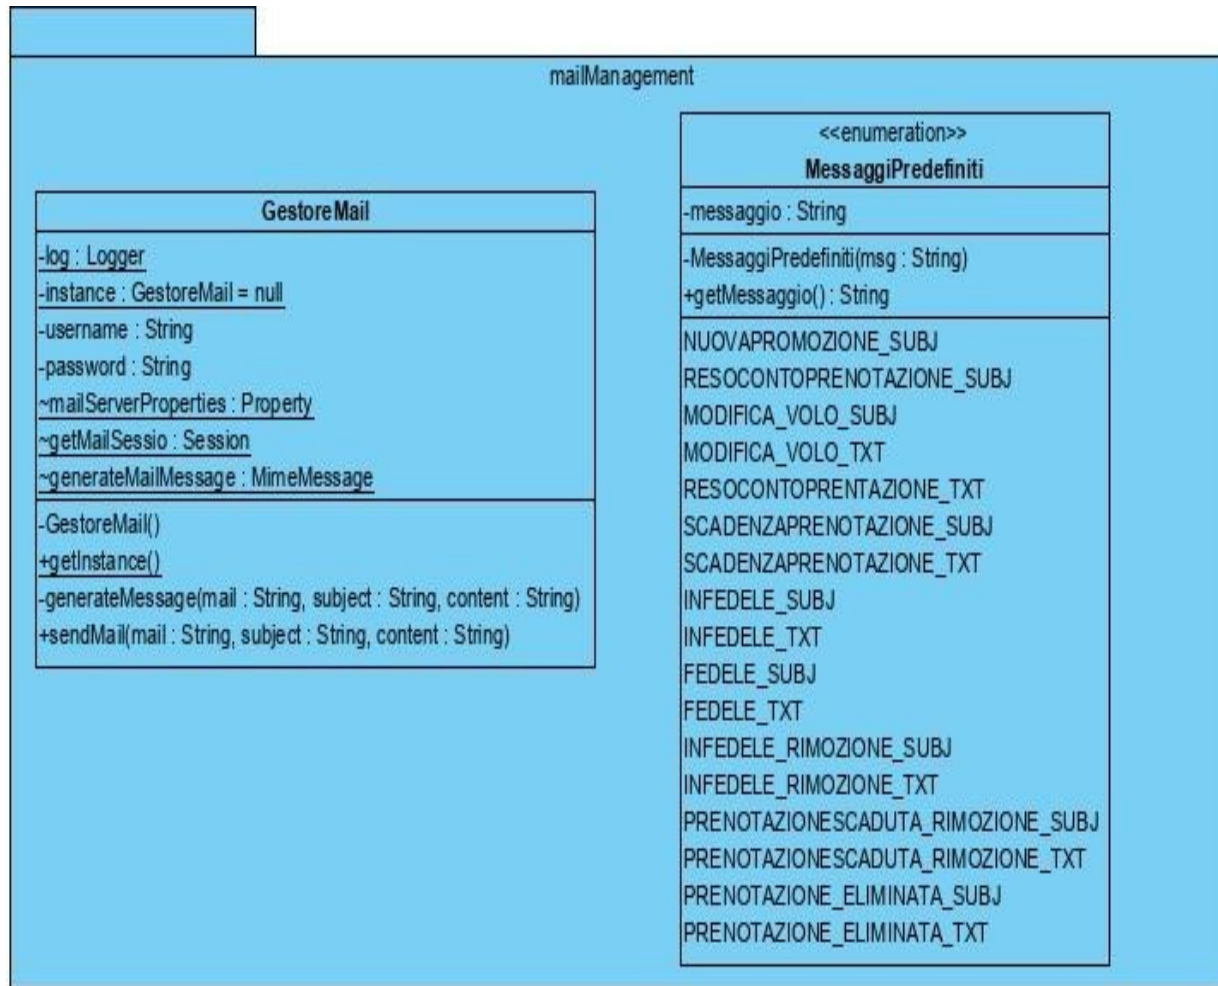 mailManagement
GestoreMail
-log : Logger
-instance : GestoreMail = null
-username : String
-password : String
~mailServerProperties : Property
~getMailSessio : Session
~generateMailMessage : MimeMessage
-GestoreMail()
+getInstance()
-generateMessage(mail : String, subject : String, content : String)
+sendMail(mail : String, subject : String, content : String)
<<enumeration>>
MessaggiPredefiniti
-messaggio : String
-MessaggiPredefiniti(msg : String)
+getMessaggio() : String
NUOVAPROMOZIONE_SUBJ
RESOCONTOPRENOTAZIONE_SUBJ
MODIFICA_VOLO_SUBJ
MODIFICA_VOLO_TXT
RESOCONTOPRENTAZIONE_TXT
SCADENZAPRENOTAZIONE_SUBJ
SCADENZAPRENOTAZIONE_TXT
INFEDELE_SUBJ
INFEDELE_TXT
FEDELE_SUBJ
FEDELE_TXT
INFEDELE_RIMOZIONE_SUBJ
INFEDELE_RIMOZIONE_TXT
PRENOTAZIONESCADUTA_RIMOZIONE_SUBJ
PRENOTAZIONESCADUTA_RIMOZIONE_TXT
PRENOTAZIONE_ELIMINATA_SUBJ
PRENOTAZIONE_ELIMINATA_TXT